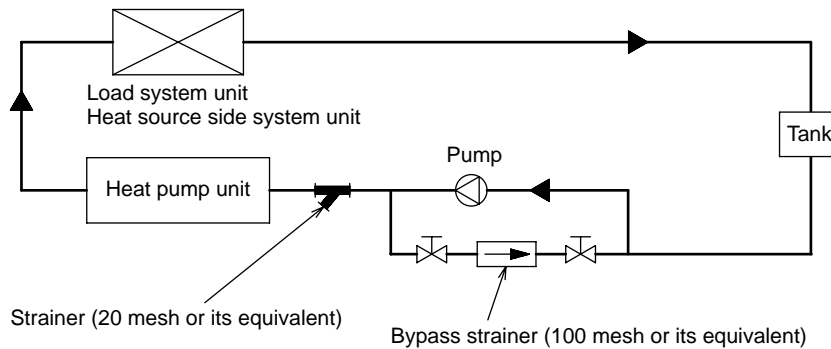 Load system unit
Heat source side system unit
Tank
Pump
Heat pump unit
Strainer (20 mesh or its equivalent)
Bypass strainer (100 mesh or its equivalent)